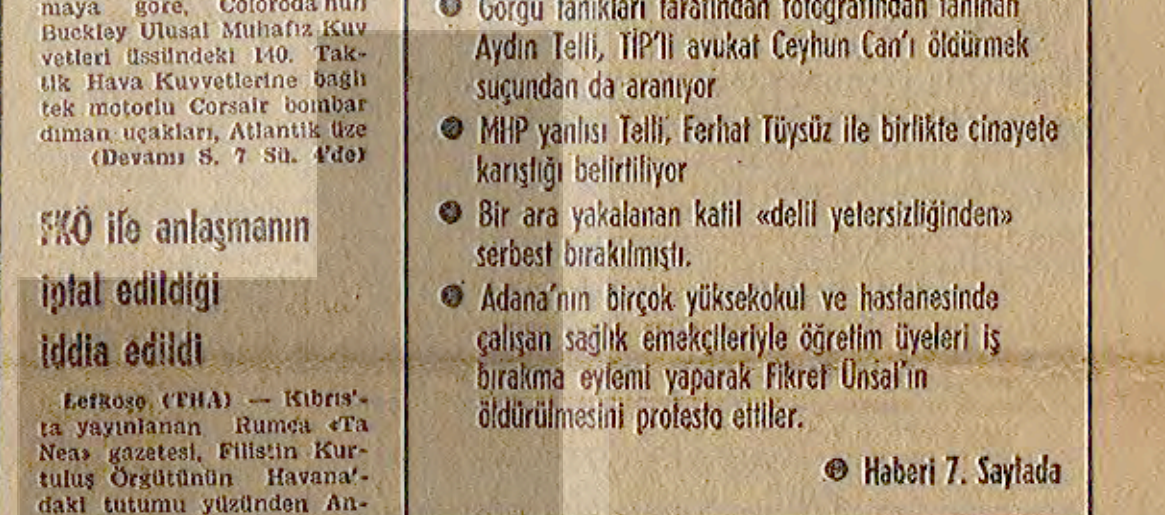 maya göre, Coloroda'nun
Buckley Ulusal Muhafız Kuv
vetleri üssündeki 140. Tak-
tik Hava Kuvvetlerine bağlı
tek motorlu Corsair bombar
dıman uçakları, Atlantik üze
(Devamı S. 7 Sü. 4'de)
FKÖ ile anlaşmanın
iptal edildiği
iddia edildi
Lefkoşe (THA) — Kıbrıs'-
ta yayınlanan Rumca «Ta
Nea» gazetesi, Filistin Kur-
tuluş Örgütünün Havana'-
daki tutumu yüzünden An-
Görgü tanıkları tarafından fotoğrafından tanınan
Aydın Telli, TİP'li avukat Ceyhun Can'ı öldürmek
suçundan da aranıyor
MHP yanlısı Telli, Ferhat Tüysüz ile birlikte cinayete
karıştığı belirtiliyor
Bir ara yakalanan katil «delil yetersizliğinden»
serbest bırakılmıştı.
Adana'nın birçok yüksekokul ve hastanesinde
çalışan sağlık emekçileriyle öğretim üyeleri iş
bırakma eylemi yaparak Fikret Ünsal'ın
öldürülmesini protesto ettiler.
Haberi 7. Sayfada